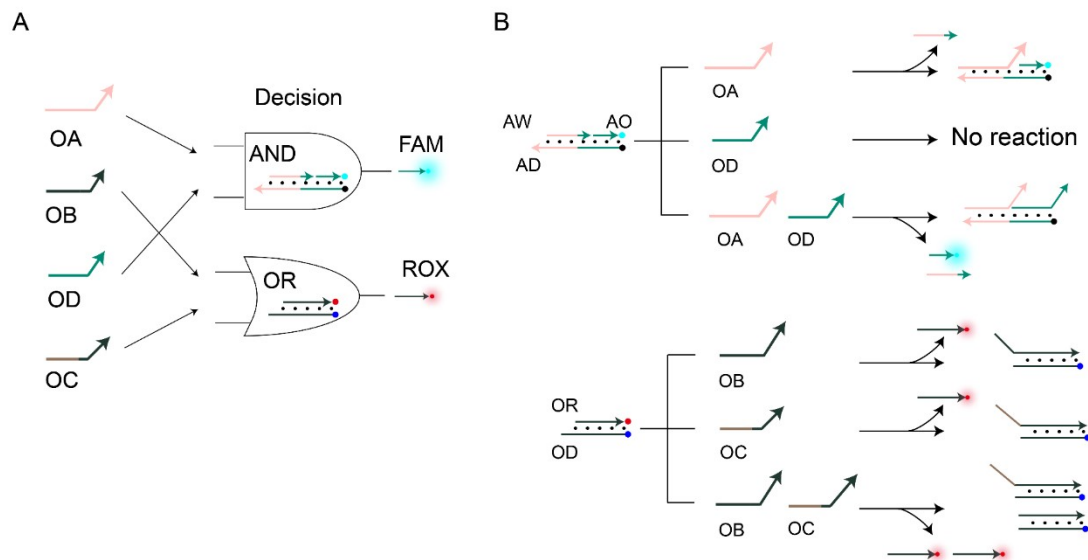 A
Decision
OA
OB
OD
OC
AND
OR
FAM
ROX
B
AW
AO
AD
OA
OD
No reaction
OA OD
OR
OD
OB
OC
OB OC